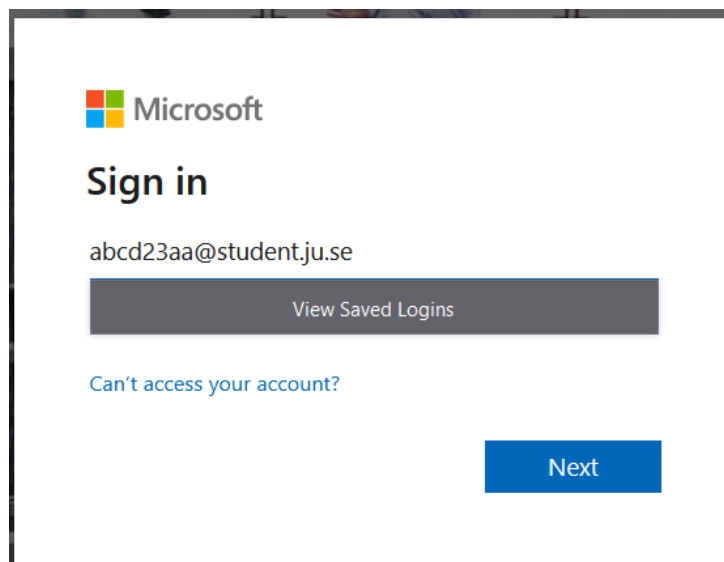 Microsoft
Sign in
abcd23aa@student.ju.se
View Saved Logins
Can't access your account?
Next